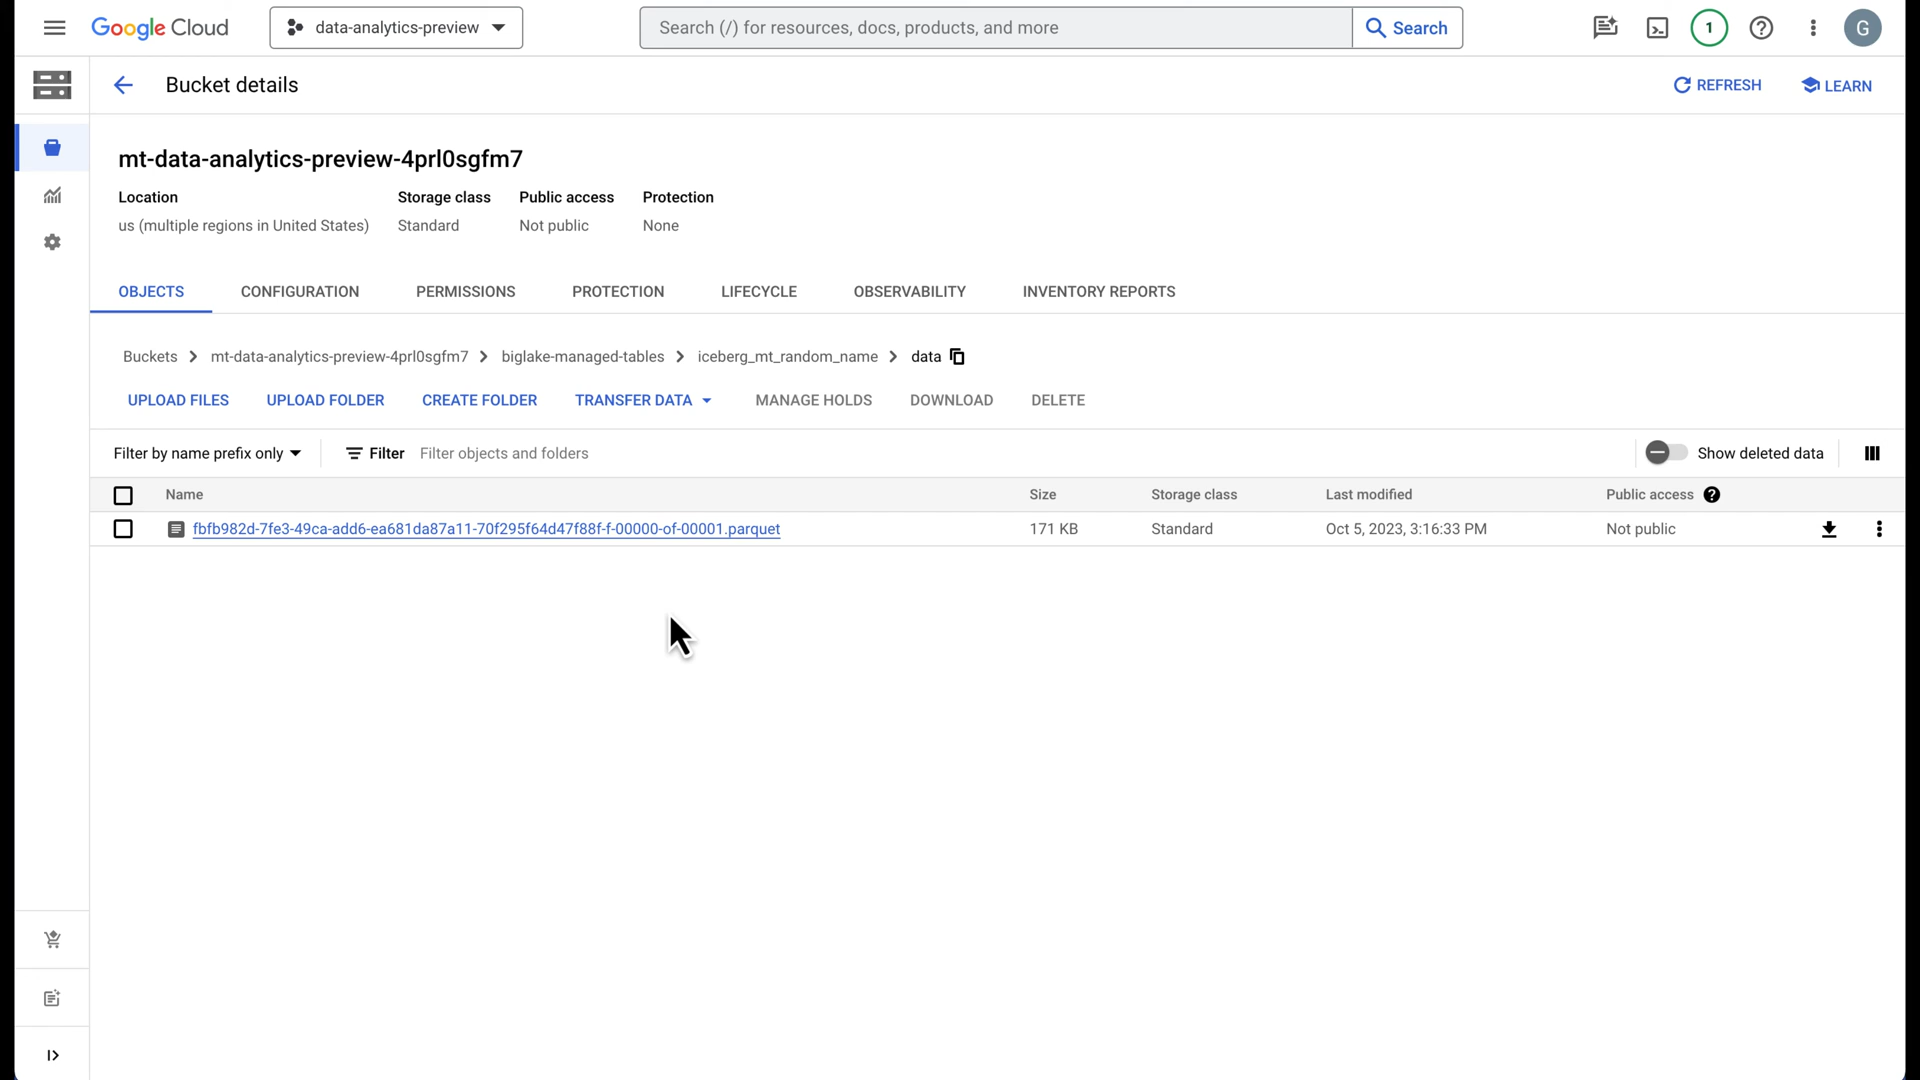 Google Cloud
data-analytics-preview
Search (/) for resources, docs, products, and more
Search
1
G
Bucket details
REFRESH
LEARN
mt-data-analytics-preview-4prl0sgfm7
Location Storage class Public access Protection
us (multiple regions in United States) Standard Not public None
OBJECTS CONFIGURATION PERMISSIONS PROTECTION LIFECYCLE OBSERVABILITY INVENTORY REPORTS
Buckets > mt-data-analytics-preview-4prl0sgfm7 > biglake-managed-tables > iceberg_mt_random_name > data
UPLOAD FILES UPLOAD FOLDER CREATE FOLDER TRANSFER DATA MANAGE HOLDS DOWNLOAD DELETE
Filter by name prefix only Filter Filter objects and folders Show deleted data
Name Size Storage class Last modified Public access
fbfb982d-7fe3-49ca-add6-ea681da87a11-70f295f64d47f88f-f-00000-of-00001.parquet 171 KB Standard Oct 5, 2023, 3:16:33 PM Not public